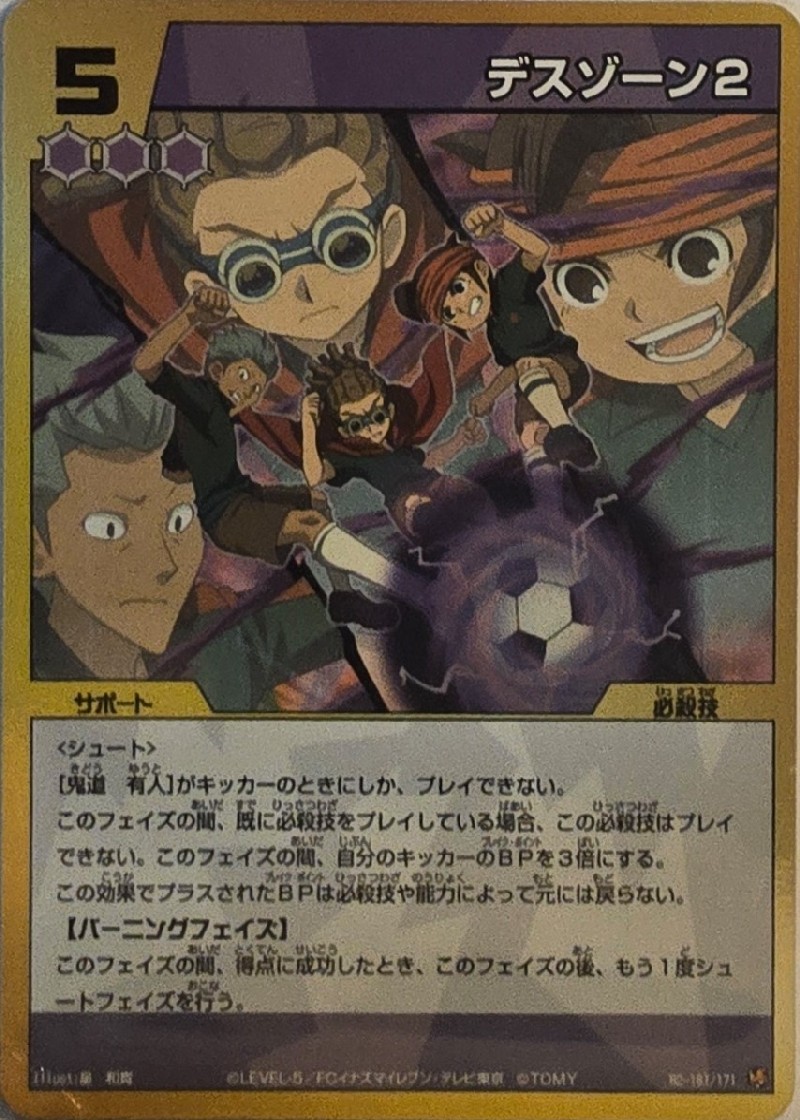 5
デスゾーン2
サポート
必殺技
<シュート>
[鬼道 有人]がキッカーのときにしか、プレイできない。
このフェイズの間、既に必殺技をプレイしている場合、この必殺技はプレイ
できない。このフェイズの間、自分のキッカーのBPを3倍にする。
この効果でプラスされたBPは必殺技や能力によって元には戻らない。
【バーニングフェイズ】
このフェイズの間、得点に成功したとき、このフェイズの後、もう1度シュ
ートフェイズを行う。
©LEVEL-5/FCイナズマイレブン・テレビ東京 ©TOMY